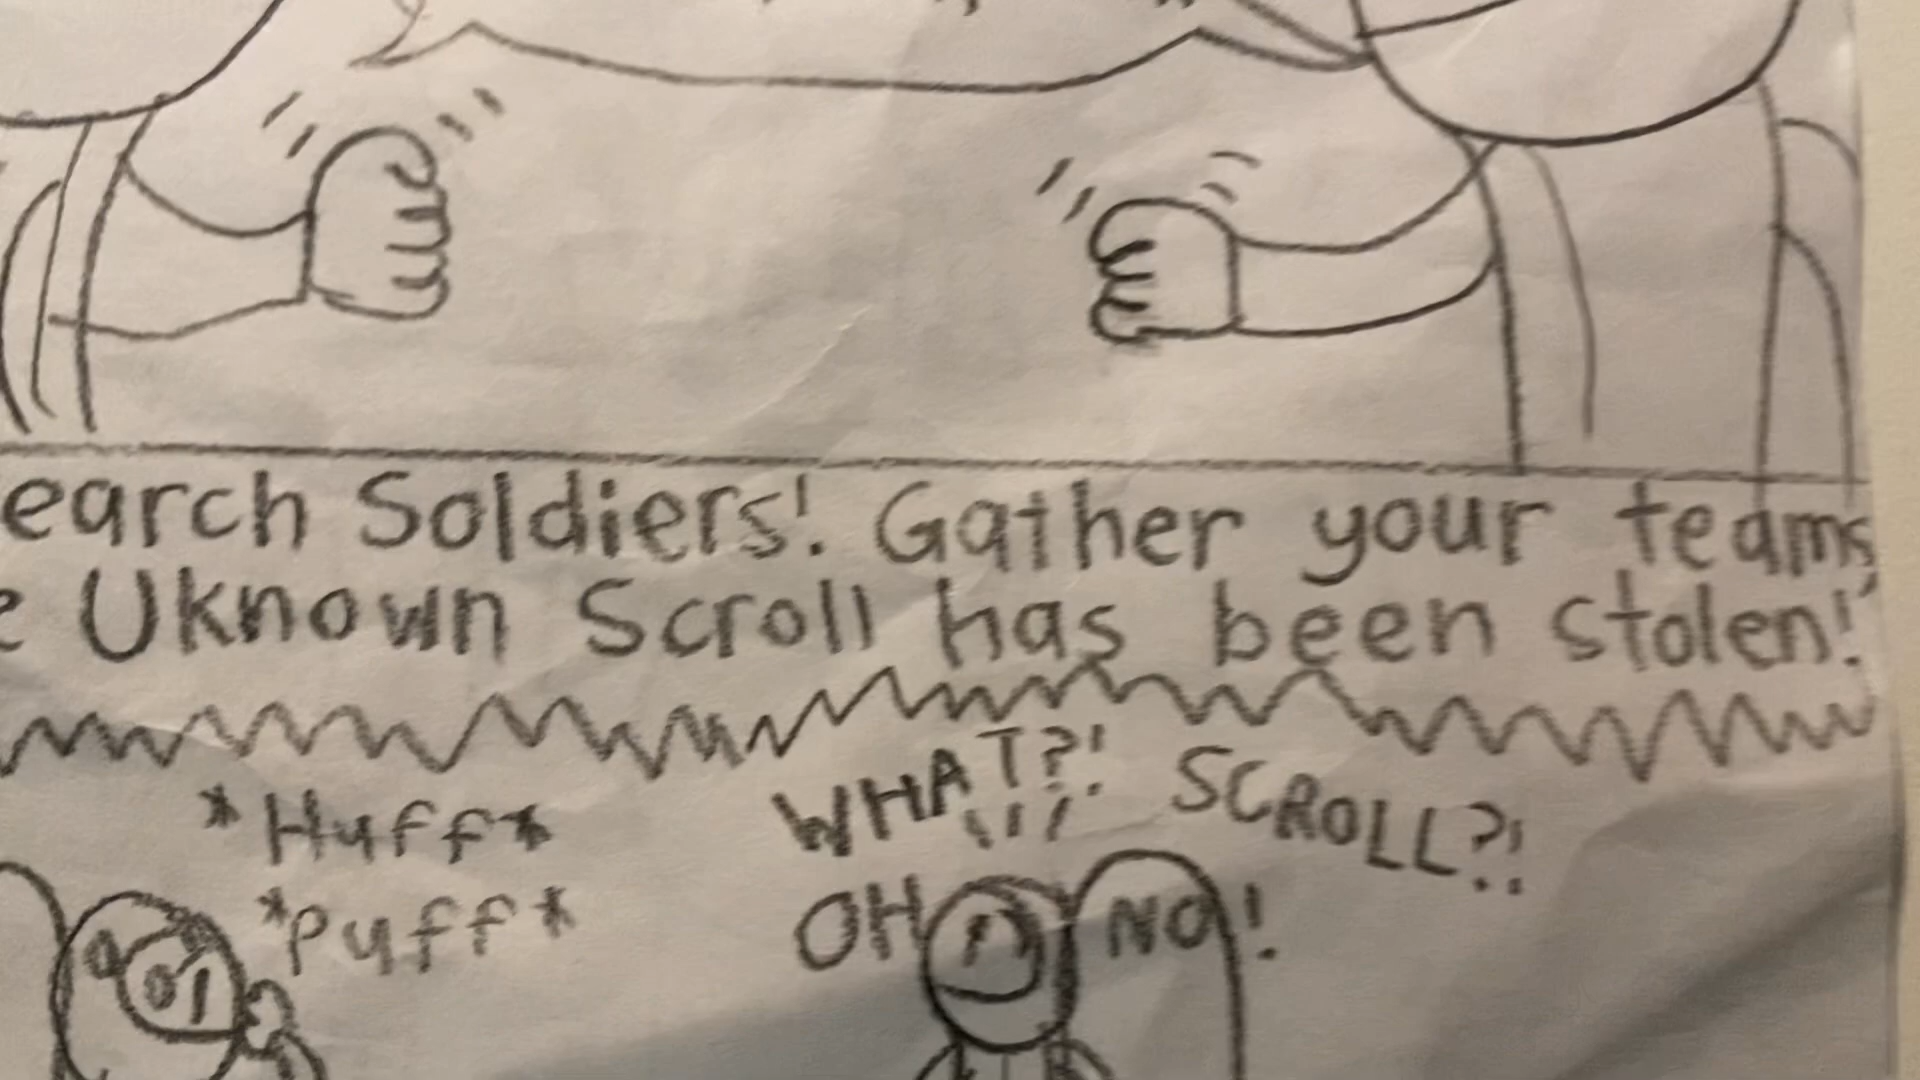 earch Soldiers! Gather your teams
e Uknown Scroll has been stolen!
WHAT?! SCROLL?!
*Huff*
*Puff*
OH NO!